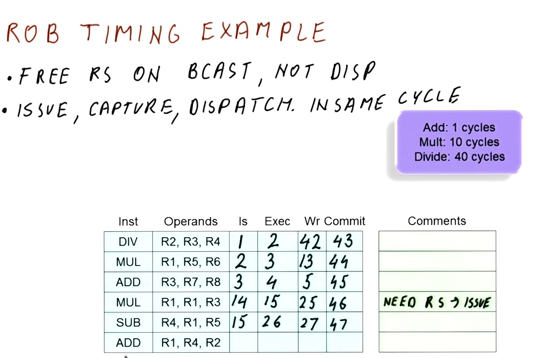 ROB TIMING EXAMPLE
• FREE RS ON BCAST, NOT DISP
• ISSUE, CAPTURE, DISPATCH. IN SAME CYCLE
Add: 1 cycles
Mult: 10 cycles
Divide: 40 cycles
Inst Operands Is Exec Wr Commit Comments
DIV R2, R3, R4 1 2 42 43
MUL R1, R5, R6 2 3 13 44
ADD R3, R7, R8 3 4 5 45
MUL R1, R1, R3 14 15 25 46 NEED RS → ISSUE
SUB R4, R1, R5 15 26 27 47
ADD R1, R4, R2